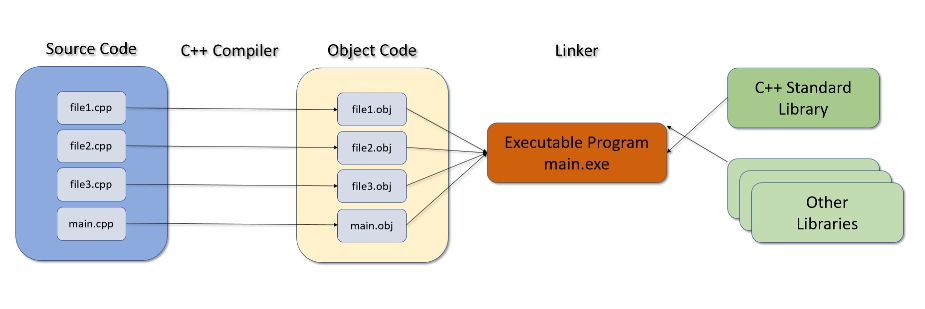 Source Code
C++ Compiler
Object Code
Linker
file1.cpp
file2.cpp
file3.cpp
main.cpp
file1.obj
file2.obj
file3.obj
main.obj
Executable Program
main.exe
C++ Standard
Library
Other
Libraries